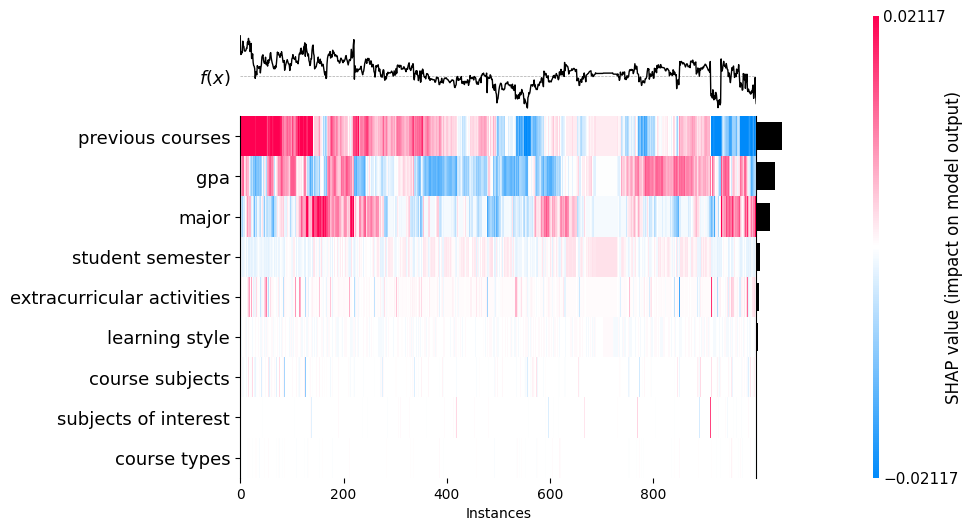 0.02117
f(x)
previous courses
gpa
major
student semester
extracurricular activities
learning style
course subjects
subjects of interest
course types
0 200 400 600 800
Instances
−0.02117
SHAP value (impact on model output)